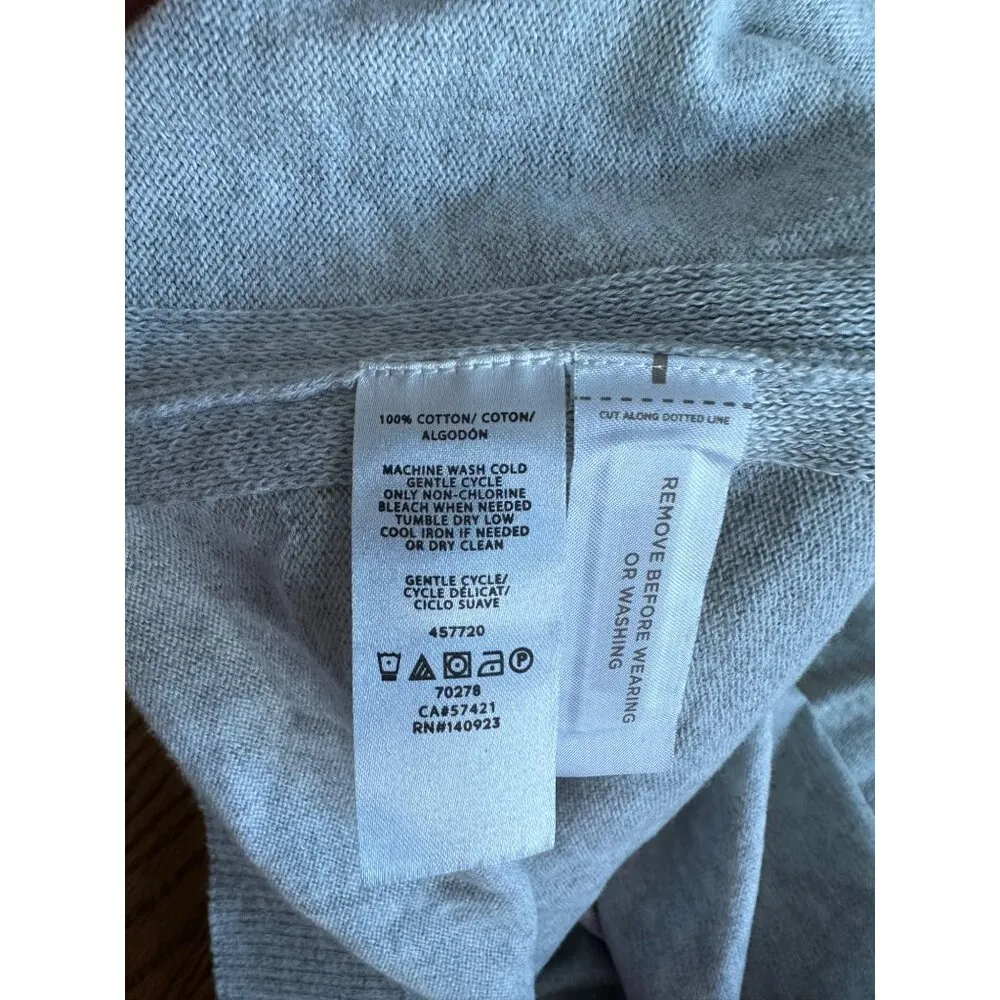 100% COTTON/ COTON/
ALGODÓN
MACHINE WASH COLD
GENTLE CYCLE
ONLY NON-CHLORINE
BLEACH WHEN NEEDED
TUMBLE DRY LOW
COOL IRON IF NEEDED
OR DRY CLEAN
GENTLE CYCLE/
CYCLE DÉLICAT/
CICLO SUAVE
457720
P
70278
CA#57421
RN#140923
CUT ALONG DOTTED LINE
REMOVE BEFORE WEARING
OR WASHING